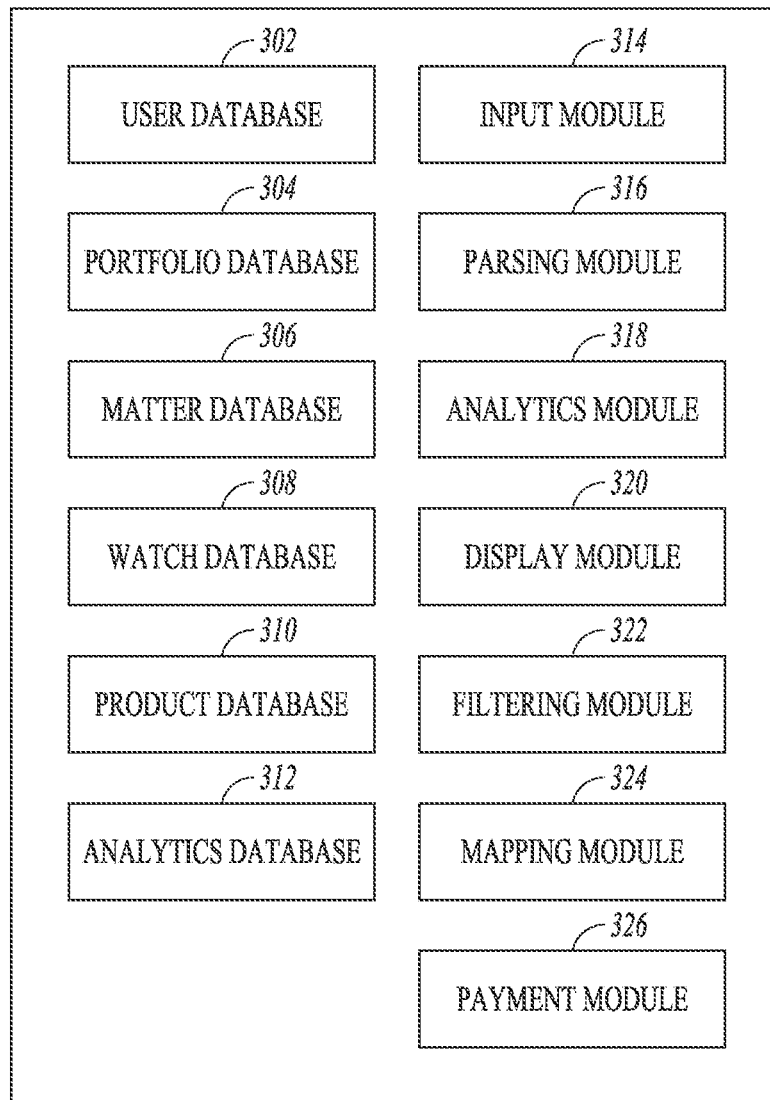 302
USER DATABASE
314
INPUT MODULE
304
PORTFOLIO DATABASE
316
PARSING MODULE
306
MATTER DATABASE
318
ANALYTICS MODULE
308
WATCH DATABASE
320
DISPLAY MODULE
310
PRODUCT DATABASE
322
FILTERING MODULE
312
ANALYTICS DATABASE
324
MAPPING MODULE
326
PAYMENT MODULE